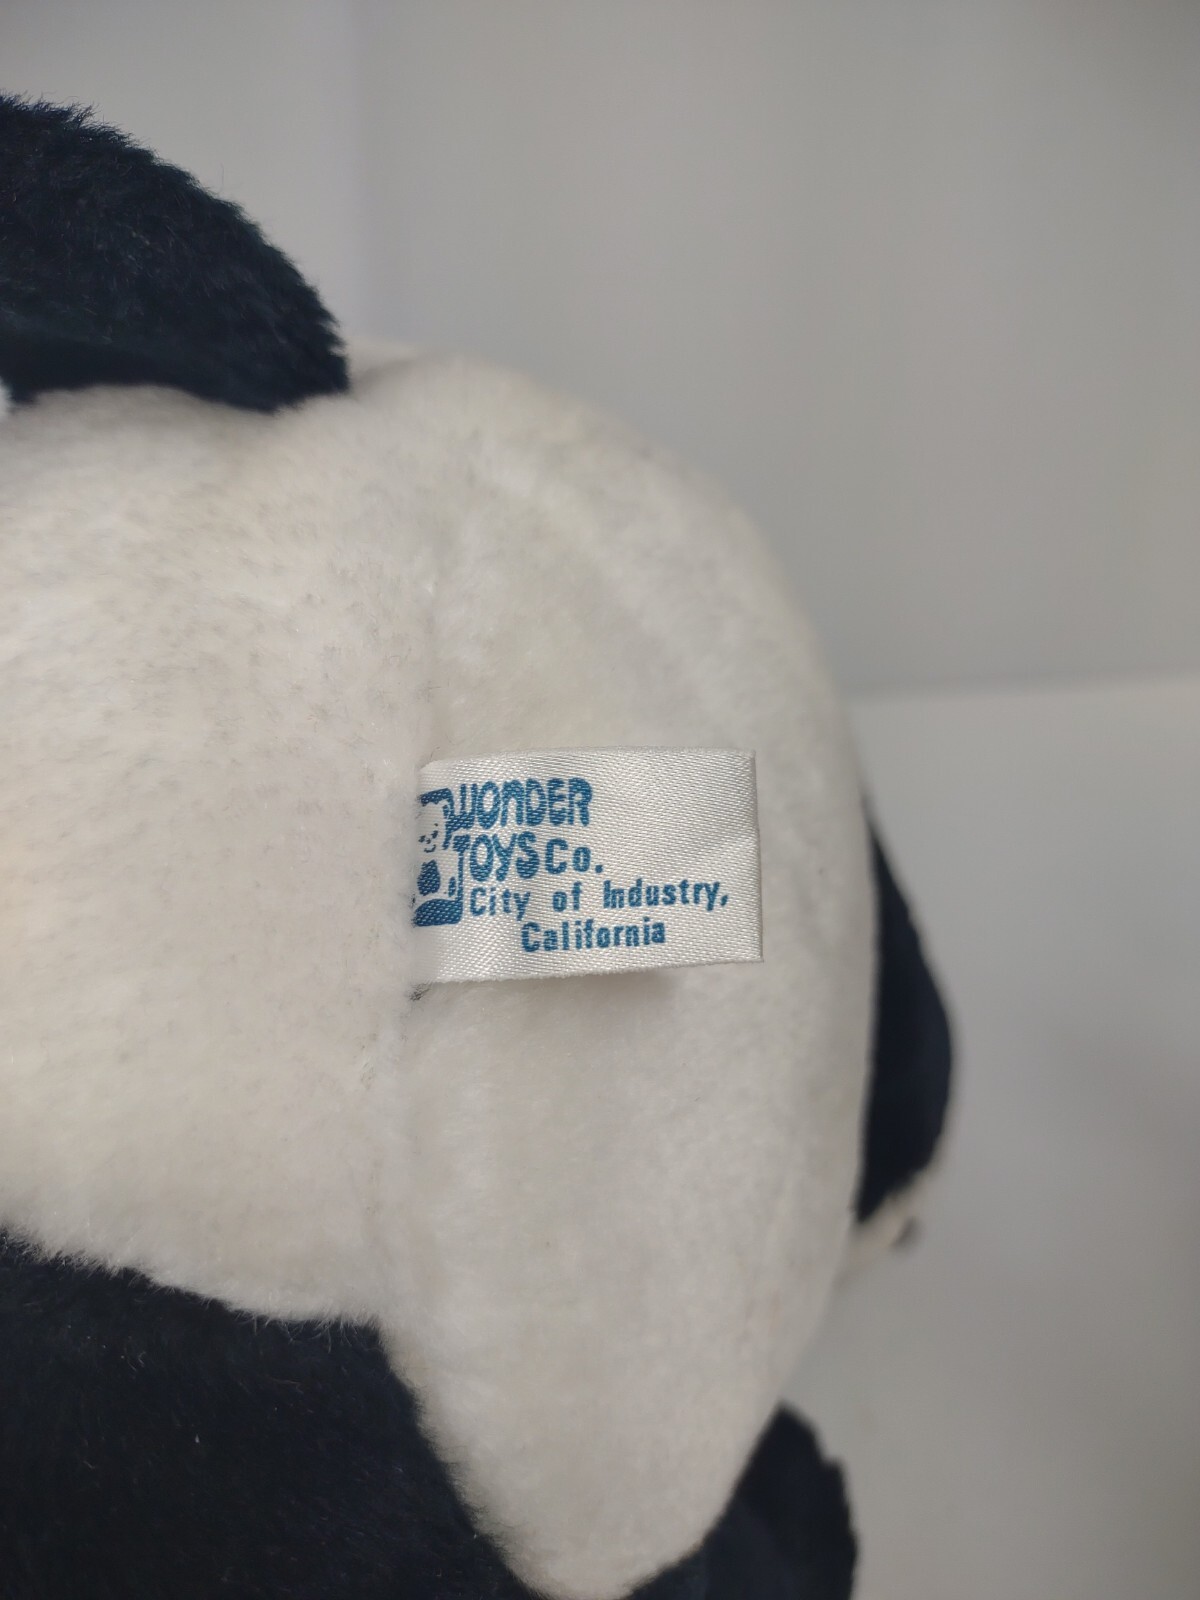 WONDER
TOYS Co.
City of Industry,
California